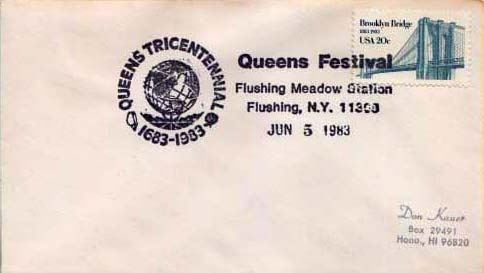 QUEENS TRICENTENNIAL
1683-1983
Queens Festival
Flushing Meadow Station
Flushing, N.Y.
JUN 5 1983
Brooklyn Bridge
1883 1983
USA 20c
Don
Box 29491
Hono., HI 96820